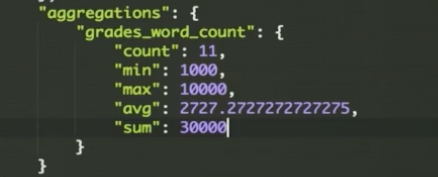 "aggregations": {
"grades_word_count": {
"count": 11,
"min": 1000,
"max": 10000,
"avg": 2727.2727272727275,
"sum": 30000
}
}